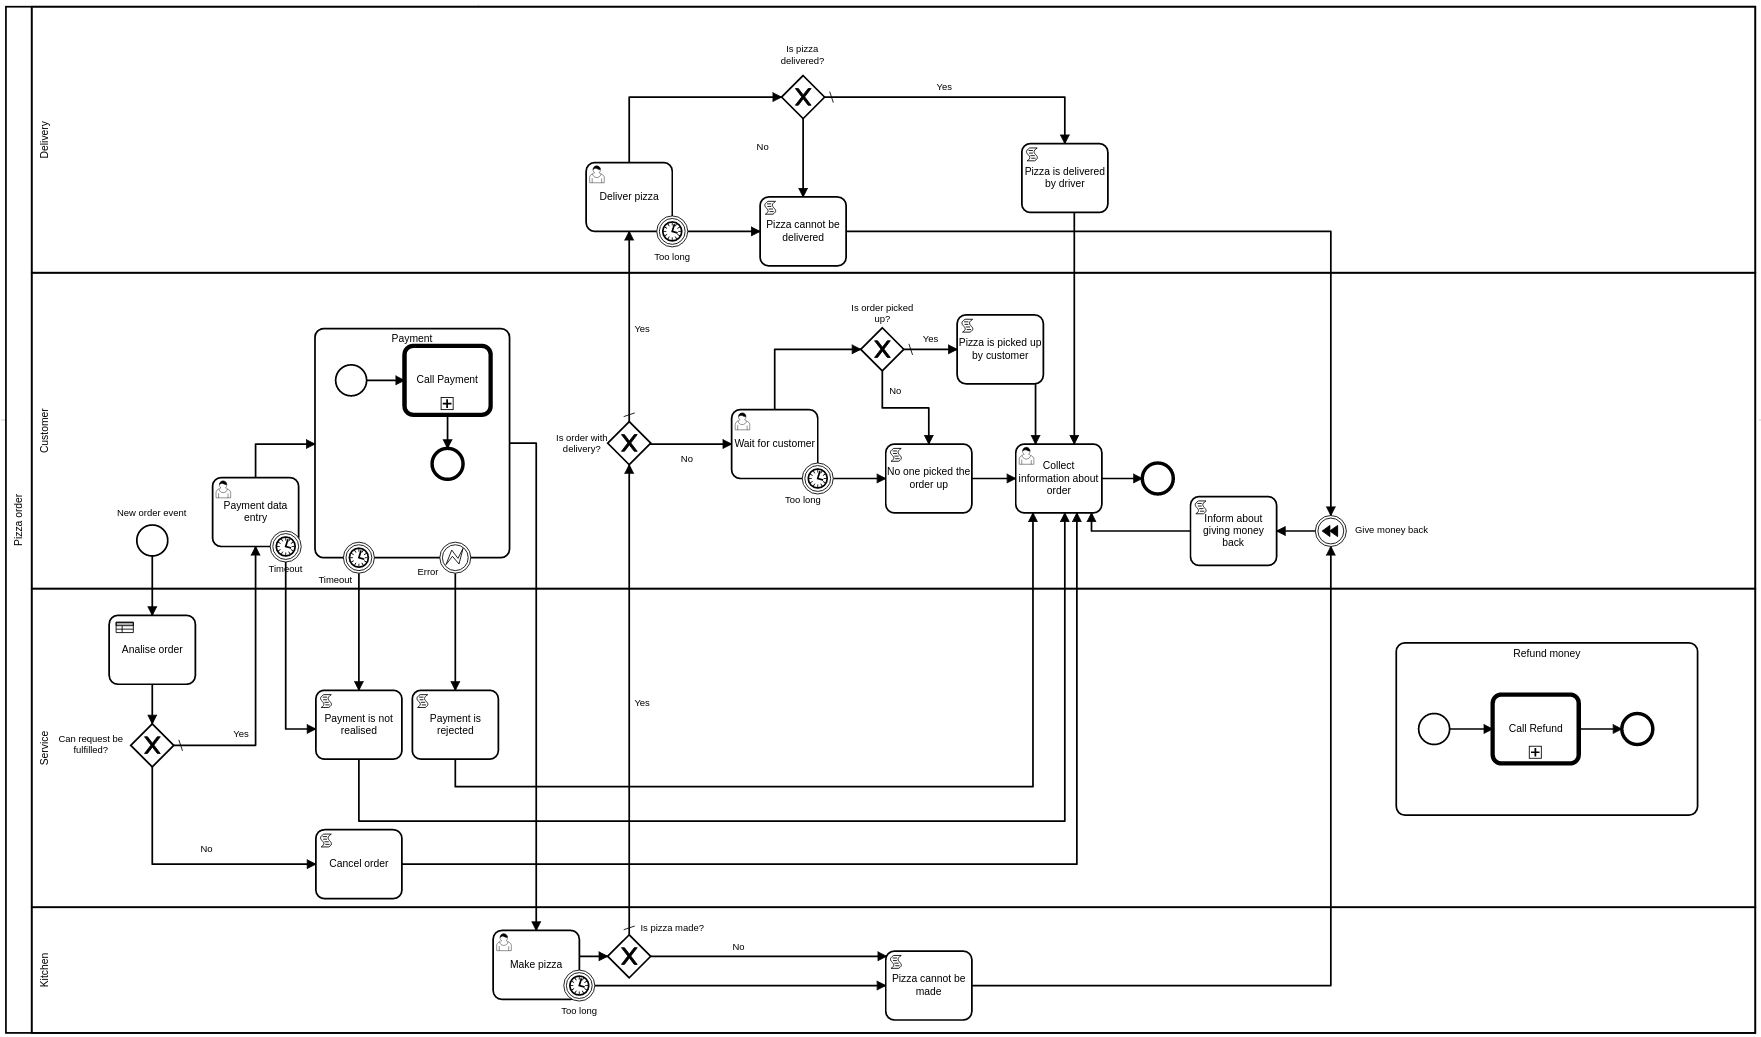 Pizza order
Delivery
Is pizza
delivered?
Yes
No
Deliver pizza
Too long
Pizza cannot be
delivered
Pizza is delivered
by driver
Customer
New order event
Payment data
entry
Timeout
Payment
Call Payment
Timeout
Error
Yes
Is order with
delivery?
No
Wait for customer
Too long
Is order picked
up?
Yes
No
Pizza is picked up
by customer
No one picked the
order up
Collect
information about
order
Inform about
giving money
back
Give money back
Service
Analise order
Can request be
fulfilled?
Yes
No
Payment is not
realised
Payment is
rejected
Cancel order
Yes
Refund money
Call Refund
Kitchen
Make pizza
Too long
Is pizza made?
No
Pizza cannot be
made